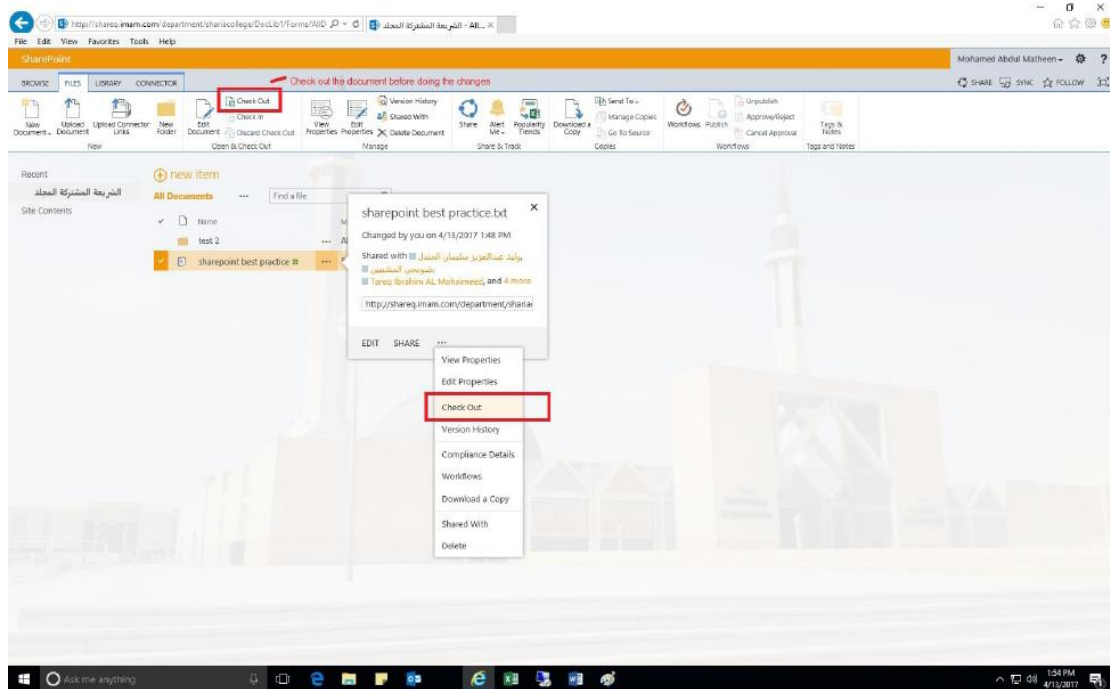 http://shareq.imam.com/department/shariacollege/DocLib1/Forms/AllD
الشريعة المشتركة المجلد - All...
File Edit View Favorites Tools Help
SharePoint
Mohamed Abdul Matheen
?
BROWSE FILES LIBRARY CONNECTOR
Check out the document before doing the changes
SHARE SYNC FOLLOW
New Document
Upload Document
Upload Connector Links
New Folder
New
Edit Document
Check Out
Check In
Discard Check Out
Open & Check Out
View Properties
Edit Properties
Version History
Shared With
Delete Document
Manage
Share
Alert Me
Popularity Trends
Share & Track
Download a Copy
Send To
Manage Copies
Go To Source
Copies
Workflows
Publish
Unpublish
Approve/Reject
Cancel Approval
Workflows
Tags & Notes
Tags and Notes
Recent
الشريعة المشتركة المجلد
Site Contents
new item
All Documents ... Find a file
Name
test 2 ...
sharepoint best practice ...
sharepoint best practice.txt
Changed by you on 4/13/2017 1:48 PM
Shared with وليد عبدالعزيز سليمان
Tareq Ibrahim AL Mohaimeed, and 4 more
http://shareq.imam.com/department/sharia
EDIT SHARE ...
View Properties
Edit Properties
Check Out
Version History
Compliance Details
Workflows
Download a Copy
Shared With
Delete
Ask me anything
1:54 PM
4/13/2017